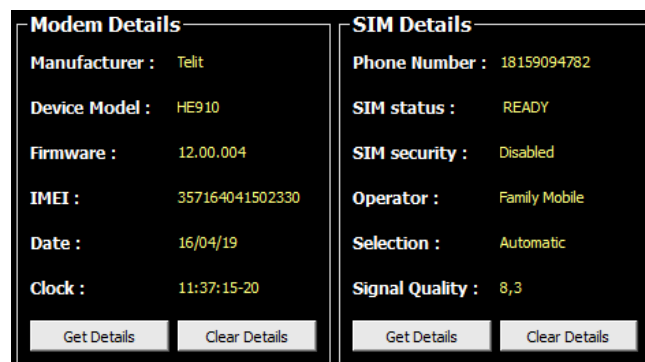 Modem Details
Manufacturer : Telit
Device Model : HE910
Firmware : 12.00.004
IMEI : 357164041502330
Date : 16/04/19
Clock : 11:37:15-20
Get Details Clear Details
SIM Details
Phone Number : 18159094782
SIM status : READY
SIM security : Disabled
Operator : Family Mobile
Selection : Automatic
Signal Quality : 8,3
Get Details Clear Details